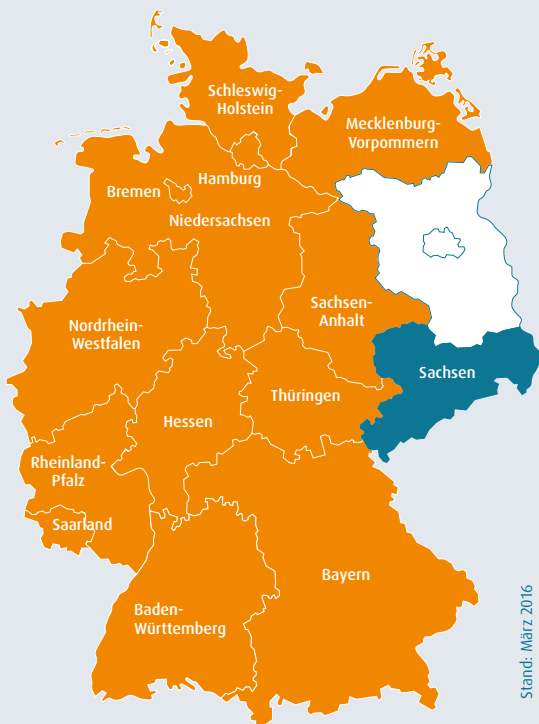 Schleswig-
Holstein
Mecklenburg-
Vorpommern
Hamburg
Bremen
Niedersachsen
Sachsen-
Anhalt
Nordrhein-
Westfalen
Sachsen
Thüringen
Hessen
Rheinland-
Pfalz
Saarland
Bayern
Baden-
Württemberg
Stand: März 2016